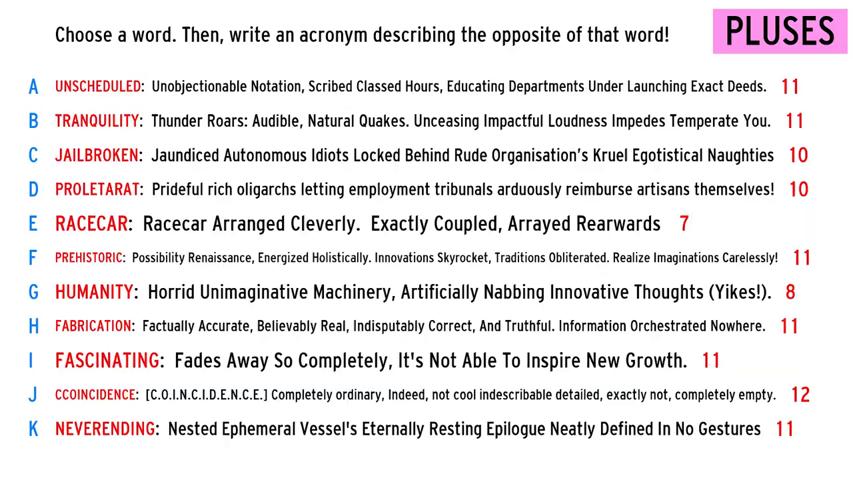 Choose a word. Then, write an acronym describing the opposite of that word!
PLUSES
A UNSCHEDULED: Unobjectionable Notation, Scribed Classed Hours, Educating Departments Under Launching Exact Deeds. 11
B TRANQUILITY: Thunder Roars: Audible, Natural Quakes. Unceasing Impactful Loudness Impedes Temperate You. 11
C JAILBROKEN: Jaundiced Autonomous Idiots Locked Behind Rude Organisation's Kruel Egotistical Naughties 10
D PROLETARAT: Prideful rich oligarchs letting employment tribunals arduously reimburse artisans themselves! 10
E RACECAR: Racecar Arranged Cleverly. Exactly Coupled, Arrayed Rearwards 7
F PREHISTORIC: Possibility Renaissance, Energized Holistically. Innovations Skyrocket, Traditions Obliterated. Realize Imaginations Carelessly! 11
G HUMANITY: Horrid Unimaginative Machinery, Artificially Nabbing Innovative Thoughts (Yikes!). 8
H FABRICATION: Factually Accurate, Believably Real, Indisputably Correct, And Truthful. Information Orchestrated Nowhere. 11
I FASCINATING: Fades Away So Completely, It's Not Able To Inspire New Growth. 11
J CCOINCIDENCE: [C.O.I.N.C.I.D.E.N.C.E.] Completely ordinary, Indeed, not cool indescribable detailed, exactly not, completely empty. 12
K NEVERENDING: Nested Ephemeral Vessel's Eternally Resting Epilogue Neatly Defined In No Gestures 11